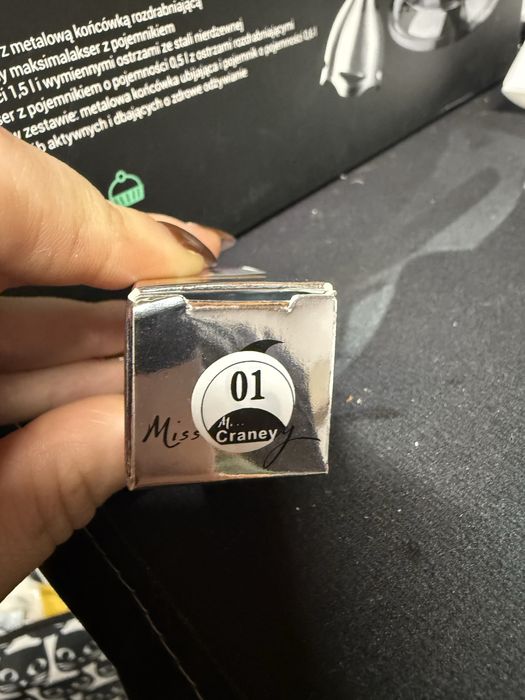 z metalową końcówką rozdrabniającą
y maksimalakser z pojemnikiem
ci 1.5 l i wymiennymi ostrzami ze stali nierdzewnej
ser z pojemnikiem o pojemności 0,5 l z ostrzami rozdrabniającymi
w zestawie: metalowa końcówka ubijająca i pojemnik o pojemności 0,6 l
b aktywnych i dbających o zdrowe odżywianie
01
M...
Miss Craney y